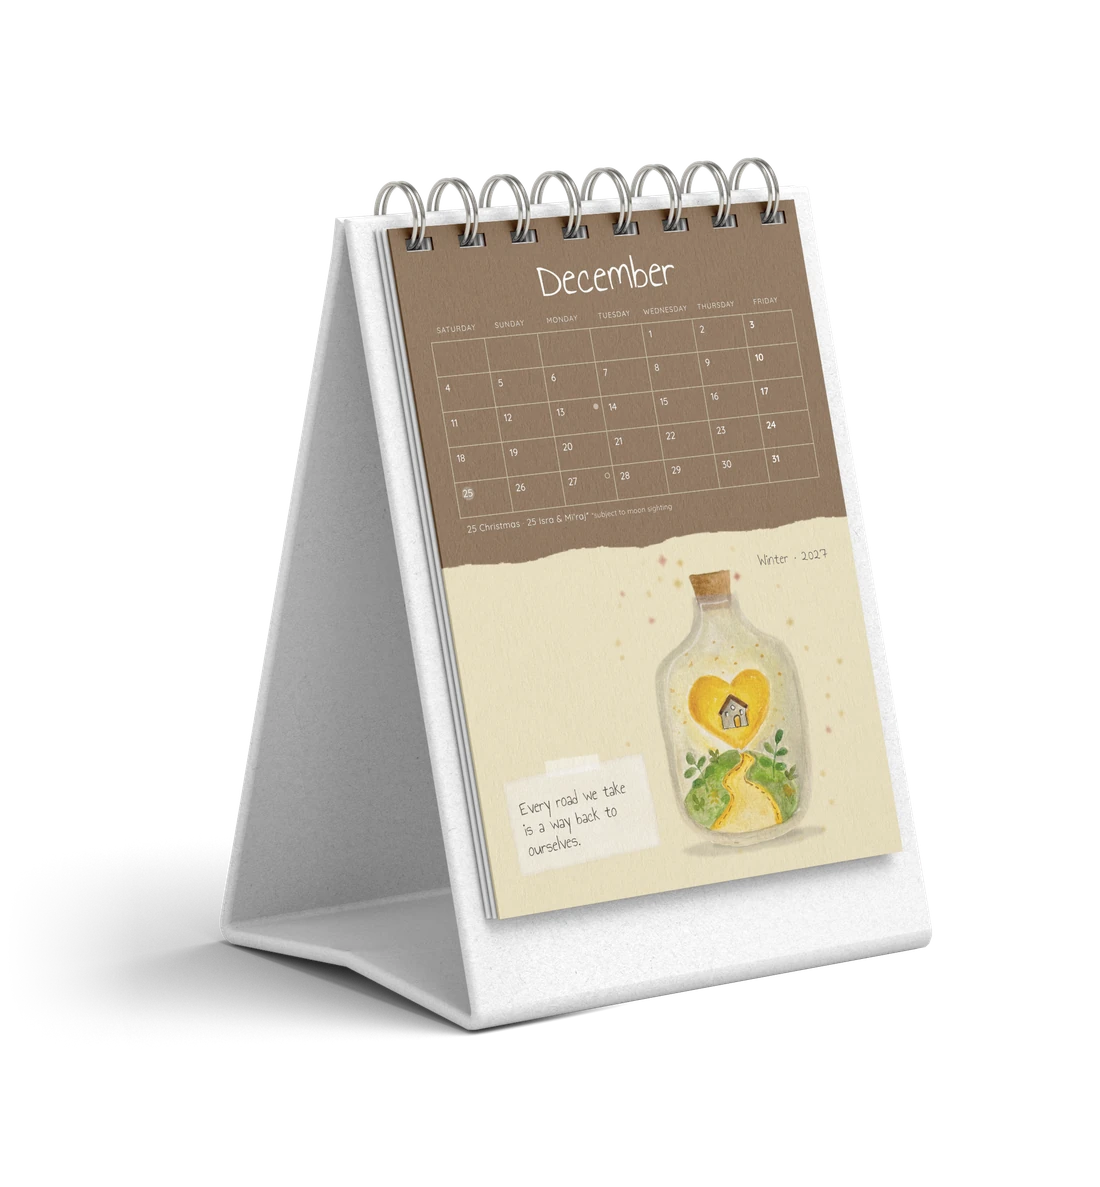 December
SATURDAY SUNDAY MONDAY TUESDAY WEDNESDAY THURSDAY FRIDAY
1 2 3
4 5 6 7 8 9 10
11 12 13 14 15 16 17
18 19 20 21 22 23 24
25 26 27 28 29 30 31
25 Christmas 25 Isra & Mi'raj* *subject to moon sighting
Winter · 2027
Every road we take
is a way back to
ourselves.